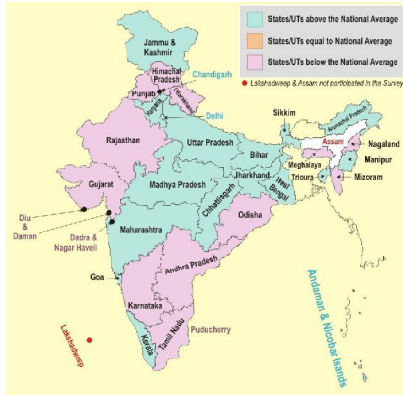 States/UTs above the National Average
States/UTs equal to National Average
States/UTs below the National Average
Lakshadweep & Assam not participated in the Survey
Jammu &
Kashmir
Himachal
Pradesh
Chandigarh
Punjab
Uttarakhand
Haryana
Delhi
Sikkim
Arunachal Pradesh
Rajasthan
Uttar Pradesh
Assam
Nagaland
Bihar
Meghalaya
Manipur
Gujarat
Madhya Pradesh
Jharkhand
West
Bengal
Trioura
Mizoram
Chhattisgarh
Diu
&
Daman
Odisha
Dadra &
Nagar Haveli
Maharashtra
Andhra Pradesh
Goa
Karnataka
Andaman & Nicobar Isands
Lakshadweep
Kerala
Tamil Nadu
Puducherry